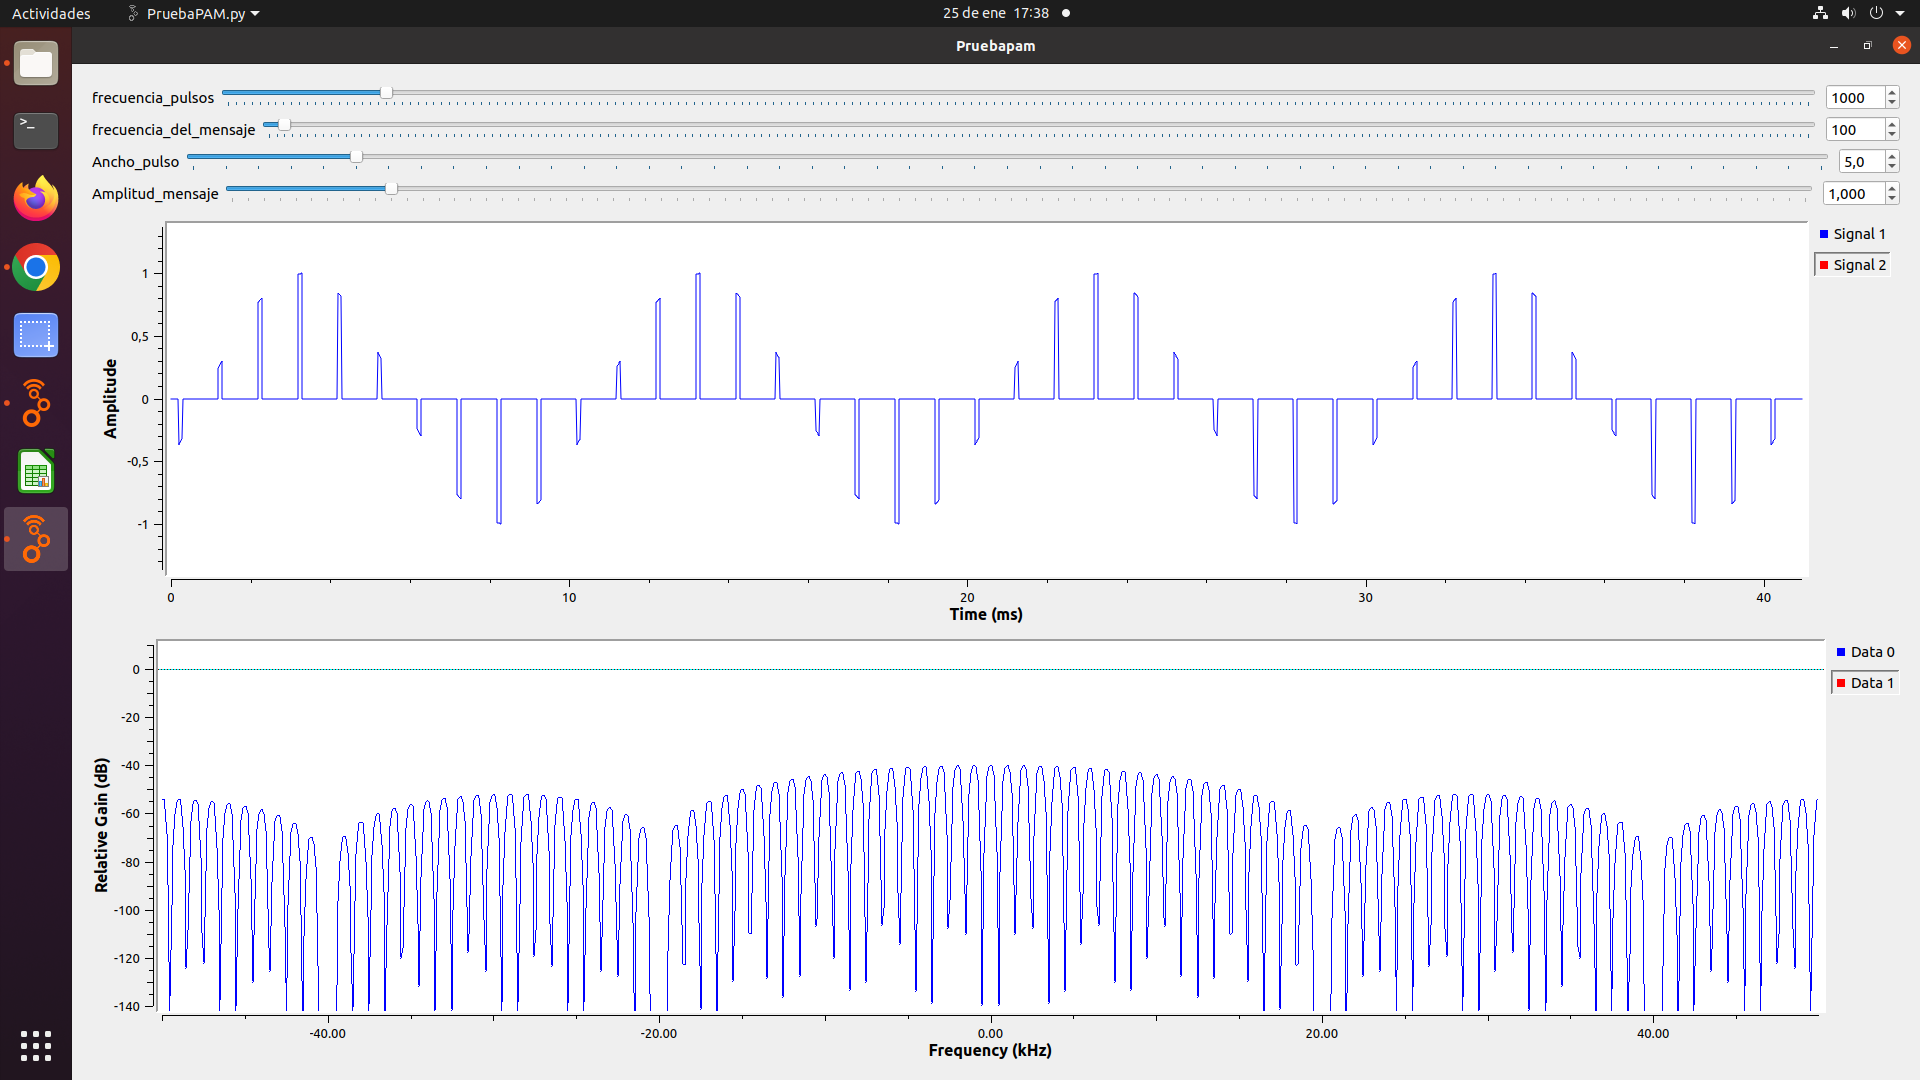 Actividades
PruebaPAM.py
25 de ene 17:38
Pruebapam
frecuencia_pulsos
1000
frecuencia_del_mensaje
100
Ancho_pulso
5,0
Amplitud_mensaje
1,000
Signal 1
Signal 2
1
0,5
0
-0,5
-1
Amplitude
0
10
20
30
40
Time (ms)
Data 0
Data 1
0
-20
-40
-60
-80
-100
-120
-140
Relative Gain (dB)
-40.00
-20.00
0.00
20.00
40.00
Frequency (kHz)